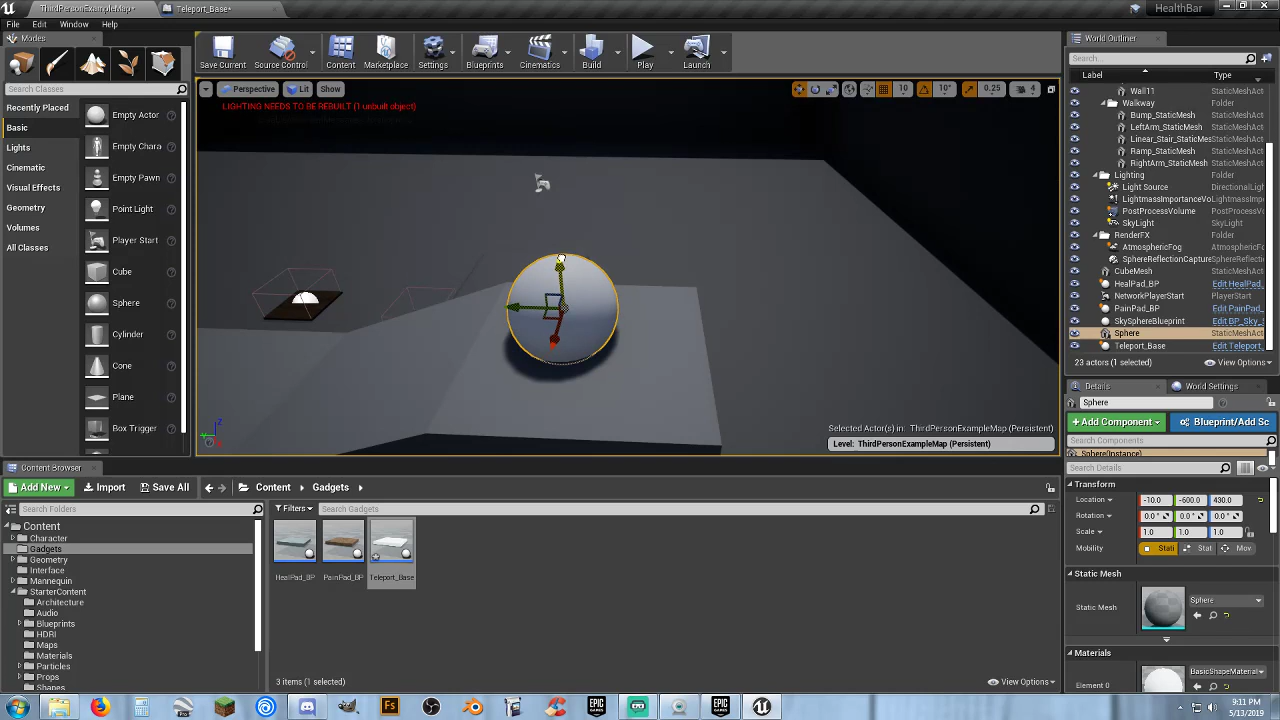 ThirdPersonExampleMap*
Teleport_Base*
HealthBar
File Edit Window Help
Modes
Search Classes
Recently Placed
Basic
Lights
Cinematic
Visual Effects
Geometry
Volumes
All Classes
Empty Actor
Empty Chara
Empty Pawn
Point Light
Player Start
Cube
Sphere
Cylinder
Cone
Plane
Box Trigger
Save Current
Source Control
Content
Marketplace
Settings
Blueprints
Cinematics
Build
Play
Launch
Perspective
Lit
Show
10
10°
0.25
4
LIGHTING NEEDS TO BE REBUILT (1 unbuilt object)
Selected Actor(s) in: ThirdPersonExampleMap (Persistent)
Level: ThirdPersonExampleMap (Persistent)
World Outliner
Search...
Label Type
Wall11 StaticMeshAct
Walkway Folder
Bump_StaticMesh StaticMeshAct
LeftArm_StaticMesh StaticMeshAct
Linear_Stair_StaticMesh StaticMeshAct
Ramp_StaticMesh StaticMeshAct
RightArm_StaticMesh StaticMeshAct
Lighting Folder
Light Source DirectionalLigh
LightmassImportanceVo LightmassImpo
PostProcessVolume PostProcessVo
SkyLight SkyLight
RenderFX Folder
AtmosphericFog AtmosphericFo
SphereReflectionCapture SphereReflecti
CubeMesh StaticMeshAct
HealPad_BP Edit HealPad_
NetworkPlayerStart PlayerStart
PainPad_BP Edit PainPad_
SkySphereBlueprint Edit BP_Sky_S
Sphere StaticMeshAct
Teleport_Base Edit Teleport_
23 actors (1 selected)
View Options
Details
World Settings
Sphere
+Add Component
Blueprint/Add Sc
Search Components
Sphere(Instance)
Search Details
Transform
Location -10.0 -600.0 430.0
Rotation 0.0° 0.0° 0.0°
Scale 1.0 1.0 1.0
Mobility Stati Stat Mov
Static Mesh
Static Mesh
Sphere
Materials
Element 0
BasicShapeMaterial
Content Browser
Add New
Import
Save All
Content
Gadgets
Search Folders
Filters
Search Gadgets
Content
Character
Gadgets
Geometry
Interface
Mannequin
StarterContent
Architecture
Audio
Blueprints
HDRI
Maps
Materials
Particles
Props
Shapes
HealPad_BP
PainPad_BP
Teleport_Base
3 items (1 selected)
View Options
Fs
EPIC
GAMES
EPIC
GAMES
9:11 PM
5/13/2019